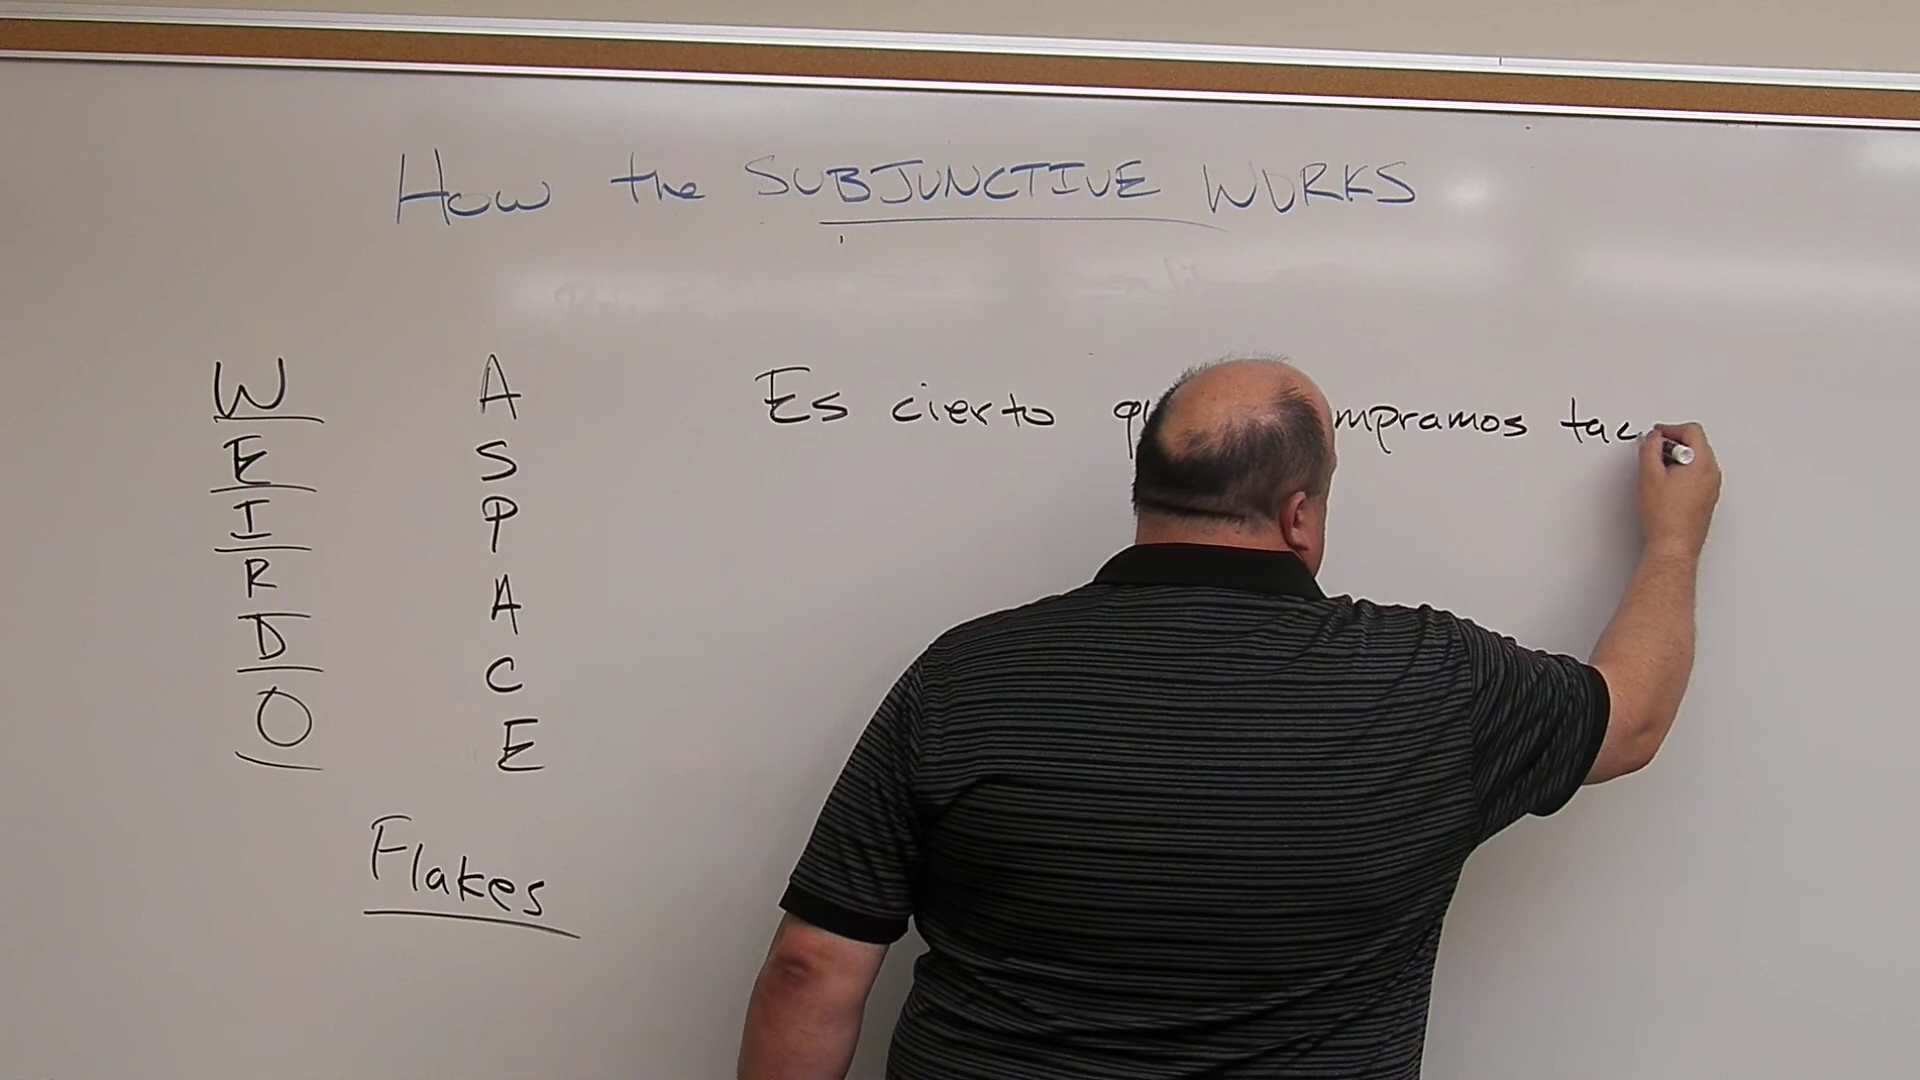 How the SUBJUNCTIVE WORKS
W
E
I
R
D
O
A
S
P
A
C
E
Flakes
Es cierto qu mpramos tac